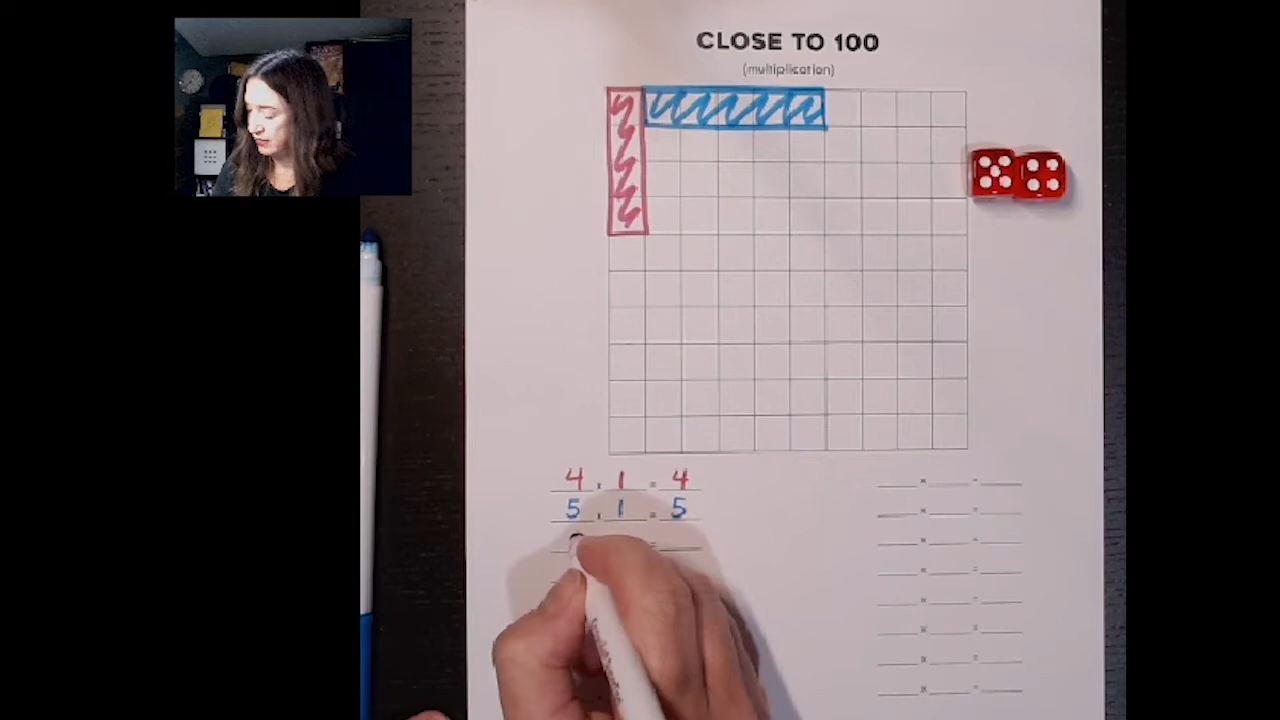 CLOSE TO 100
(multiplication)
4 x 1 = 4
5 x 1 = 5
=
x =
x =
x =
x =
x =
x =
x =
x =